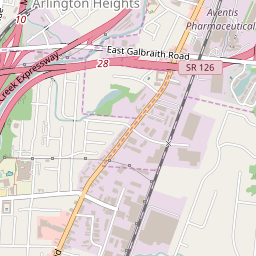 Arlington Heights
10
Aventis
Pharmaceutical
East Galbraith Road
28
SR 126
Creek Expressway